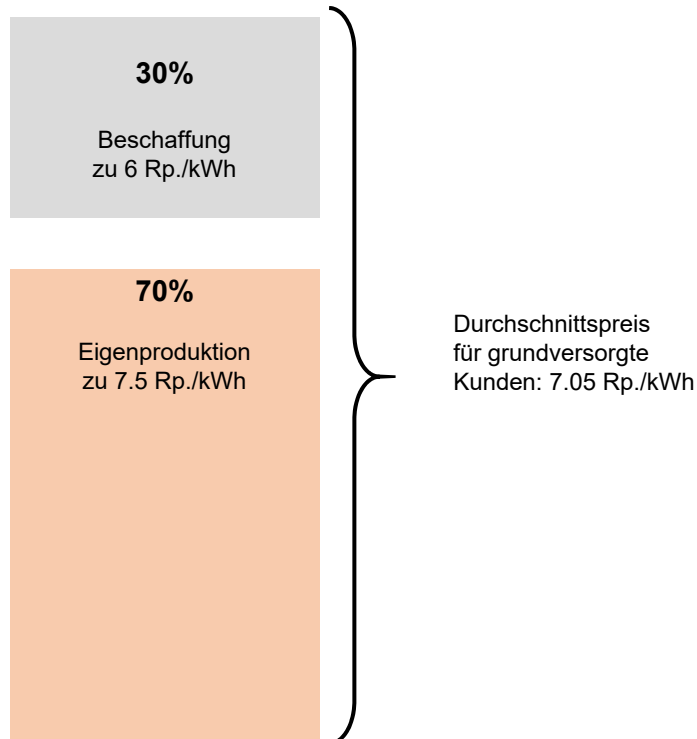 30%
Beschaffung
zu 6 Rp./kWh
70%
Eigenproduktion
zu 7.5 Rp./kWh
Durchschnittspreis
für grundversorgte
Kunden: 7.05 Rp./kWh